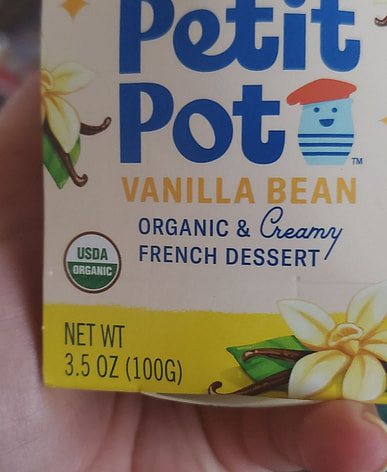 Petit
Pot
TM
VANILLA BEAN
ORGANIC & Creamy
FRENCH DESSERT
USDA
ORGANIC
NET WT
3.5 OZ (100G)